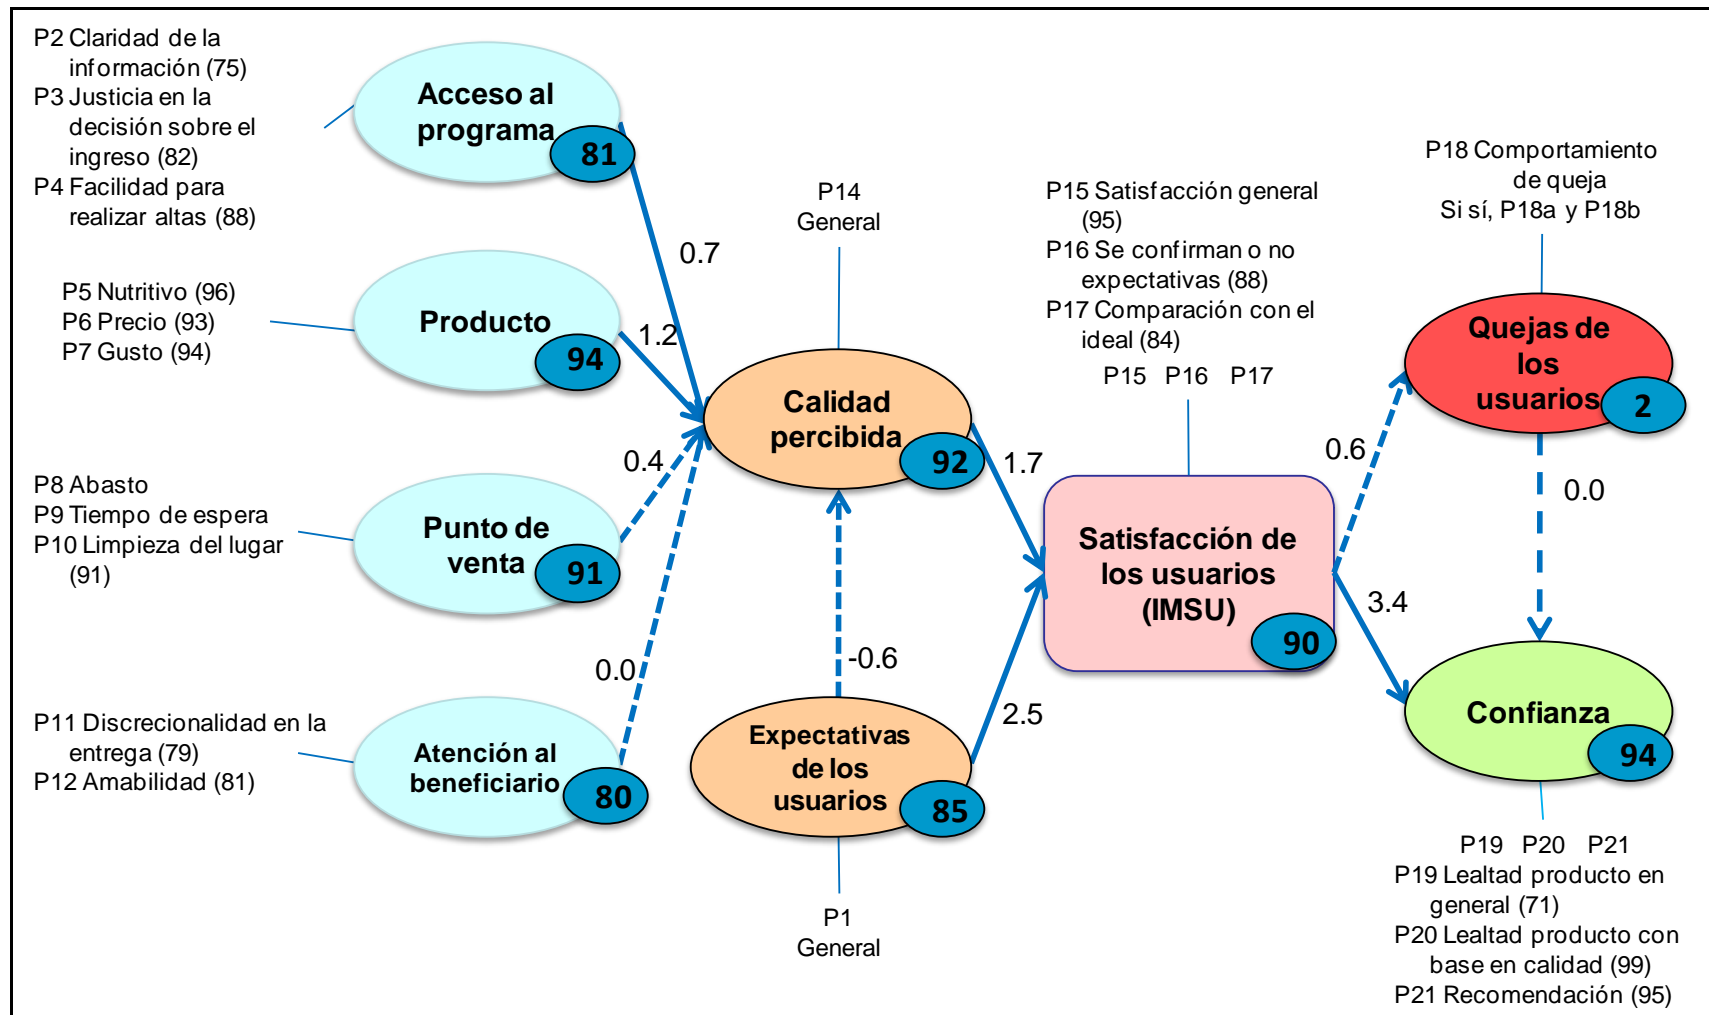 P2 Claridad de la
información (75)
P3 Justicia en la
decisión sobre el
ingreso (82)
P4 Facilidad para
realizar altas (88)
Acceso al
programa
81
0.7
P5 Nutritivo (96)
P6 Precio (93)
P7 Gusto (94)
Producto
94
1.2
P8 Abasto
P9 Tiempo de espera
P10 Limpieza del lugar
(91)
Punto de
venta
91
0.4
P11 Discrecionalidad en la
entrega (79)
P12 Amabilidad (81)
Atención al
beneficiario
80
0.0
P14
General
Calidad
percibida
92
1.7
-0.6
Expectativas
de los
usuarios
85
2.5
P1
General
P15 Satisfacción general
(95)
P16 Se confirman o no
expectativas (88)
P17 Comparación con el
ideal (84)
P15 P16 P17
Satisfacción de
los usuarios
(IMSU)
90
0.6
3.4
P18 Comportamiento
de queja
Si sí, P18a y P18b
Quejas de
los
usuarios
2
0.0
Confianza
94
P19 P20 P21
P19 Lealtad producto en
general (71)
P20 Lealtad producto con
base en calidad (99)
P21 Recomendación (95)